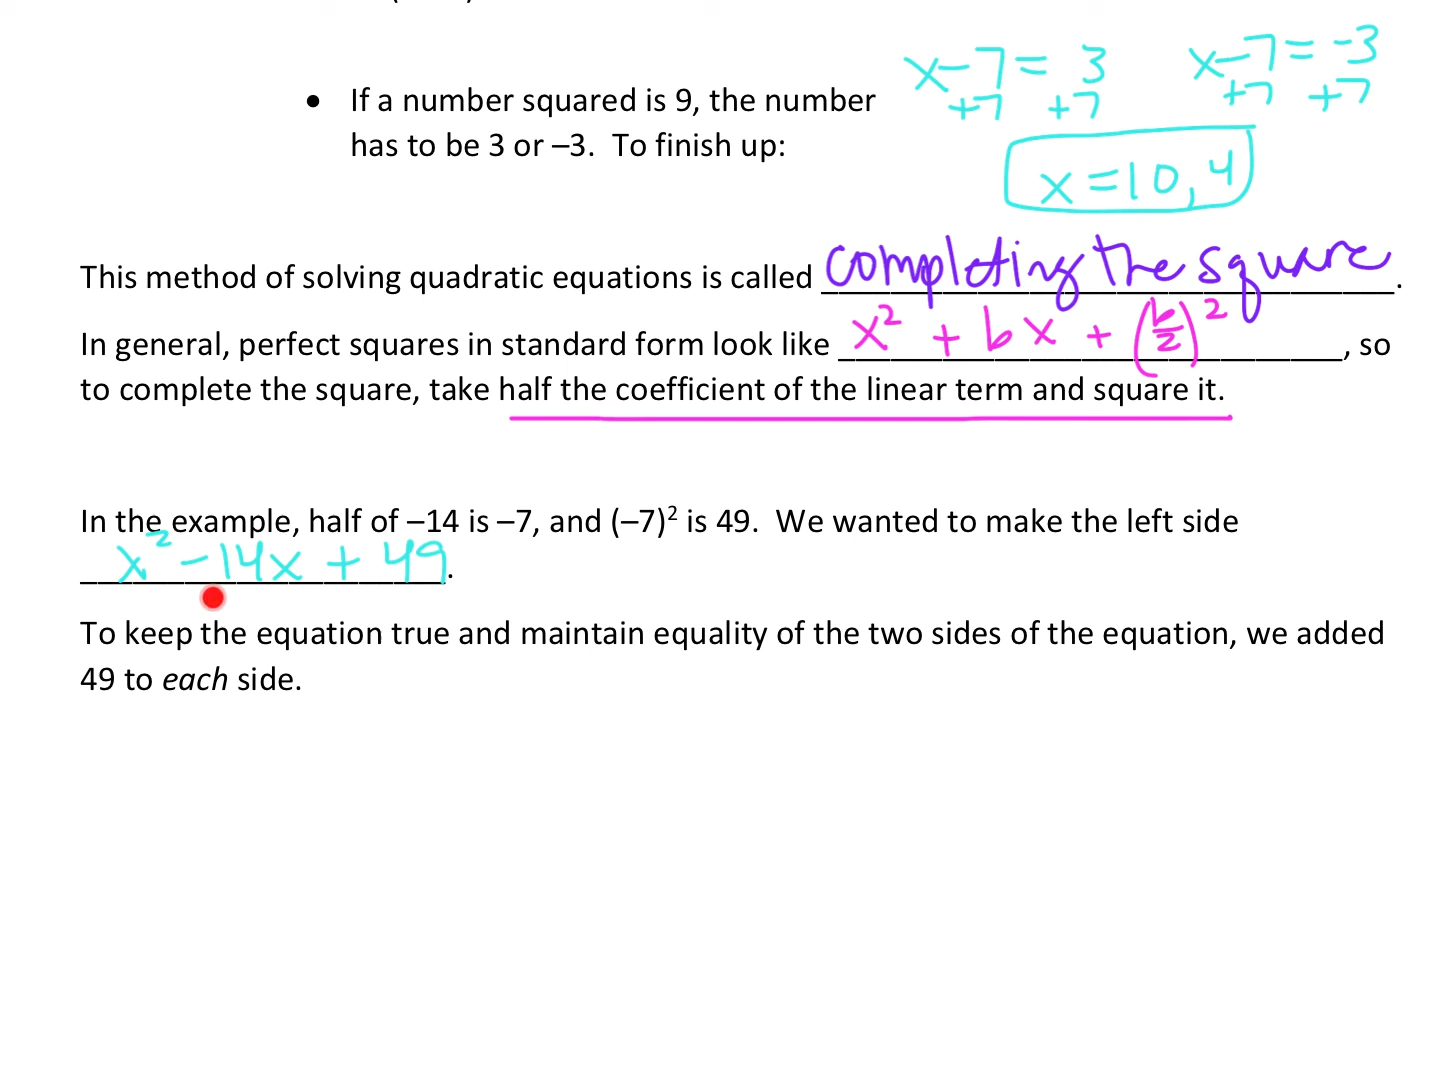 x-7= 3 x-7= -3
• If a number squared is 9, the number
+7 +7 +7 +7
has to be 3 or –3. To finish up:
x=10,4
This method of solving quadratic equations is called completing the square.
In general, perfect squares in standard form look like x² + bx + (b/2)², so
to complete the square, take half the coefficient of the linear term and square it.
In the example, half of –14 is –7, and (–7)² is 49. We wanted to make the left side
x² -14x + 49.
To keep the equation true and maintain equality of the two sides of the equation, we added
49 to each side.